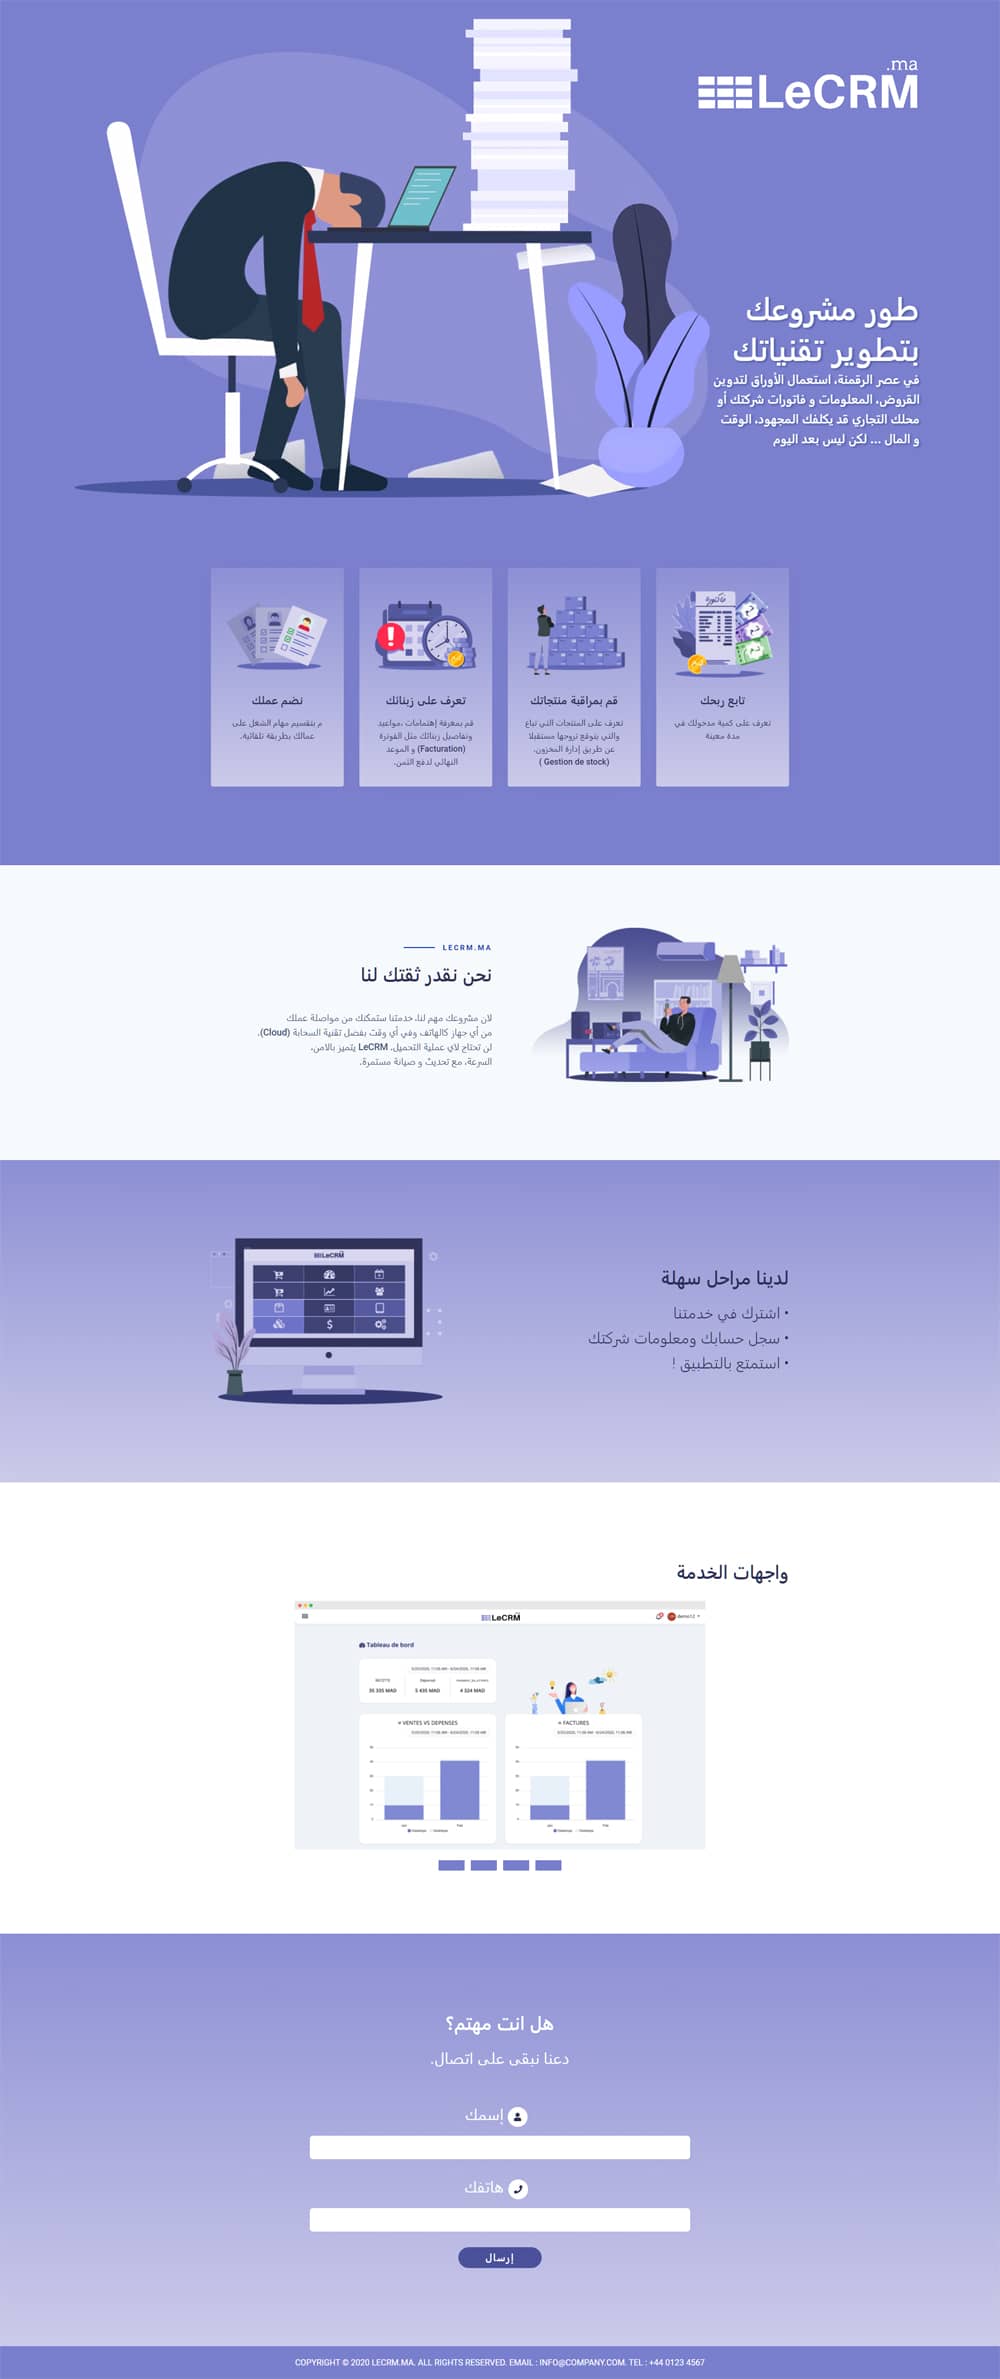 .ma
LeCRM
طور مشروعك
بتطوير تقنياتك
في عصر الرقمنة، استعمال الأوراق لتدوين
القروض، المعلومات و فاتورات شركتك أو
محلك التجاري قد يكلفك المجهود، الوقت
و المال ... لكن ليس بعد اليوم
فاتورة
تابع ربحك
تعرف على كمية مدخولك في
مدة معينة
قم بمراقبة منتجاتك
تعرف على المنتجات التي تباع
والتي يتوقع تروجها مستقبلا
عن طريق إدارة المخزون.
(Gestion de stock )
تعرف على زبنائك
قم بمعرفة إهتمامات ،مواعيد
وتفاصيل زبنائك مثل الفوترة
(Facturation) و الموعد
النهائي لدفع الثمن.
نضم عملك
م بتقسيم مهام الشغل على
عمالك بطريقة تلقائية.
LECRM.MA
نحن نقدر ثقتك لنا
لان مشروعك مهم لنا، خدمتنا ستمكنك من مواصلة عملك
من أي جهاز كالهاتف وفي أي وقت بفضل تقنية السحابة (Cloud).
لن تحتاج لاي عملية التحميل. LeCRM يتميز بالامن،
السرعة، مع تحديث و صيانة مستمرة.
LeCRM
لدينا مراحل سهلة
• اشترك في خدمتنا
• سجل حسابك ومعلومات شركتك
• استمتع بالتطبيق !
واجهات الخدمة
LeCRM
demo12
Tableau de bord
35 335 MAD
5 435 MAD
4 324 MAD
VENTES VS DEPENSES
FACTURES
Jan
Feb
Jan
Feb
هل انت مهتم؟
دعنا نبقى على اتصال.
إسمك
هاتفك
إرسال
COPYRIGHT © 2020 LECRM.MA. ALL RIGHTS RESERVED. EMAIL : INFO@COMPANY.COM. TEL : +44 0123 4567